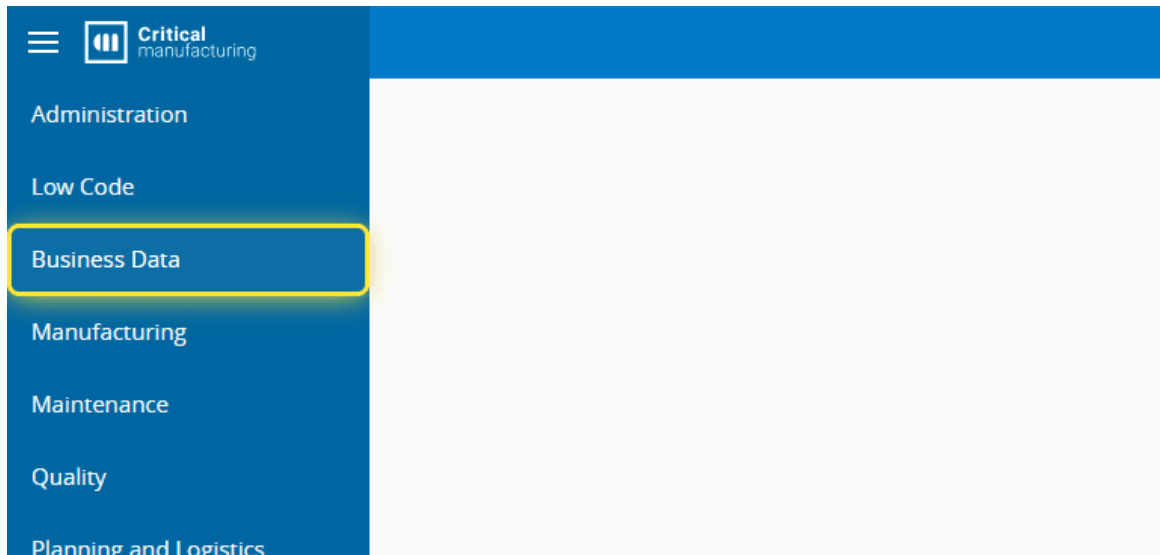 Critical
manufacturing
Administration
Low Code
Business Data
Manufacturing
Maintenance
Quality
Planning and Logistics